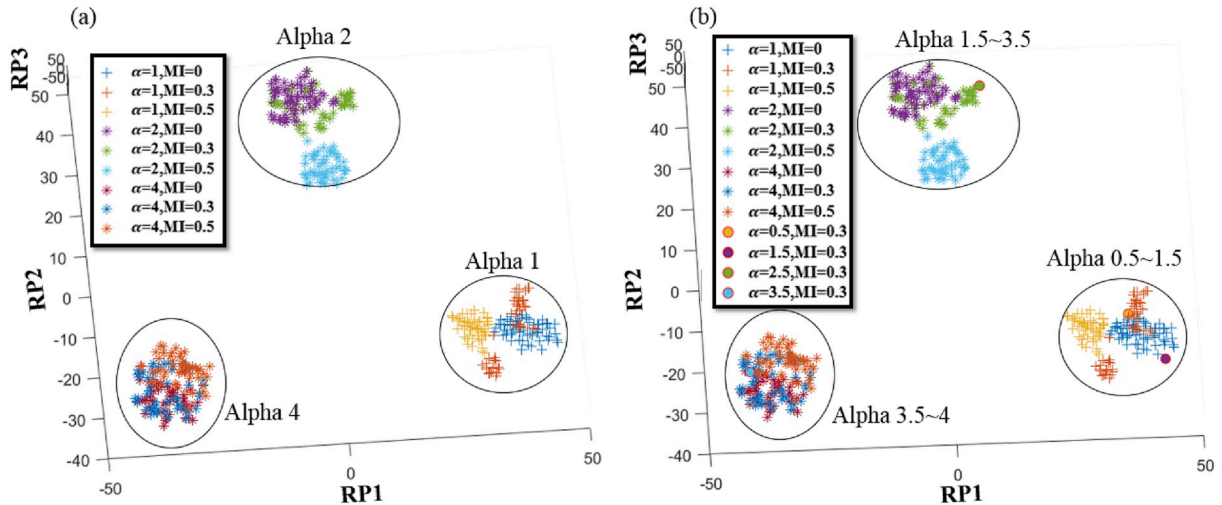 (a)
Alpha 2
RP3
50
0
-50
50
40
30
20
10
0
-10
-20
-30
-40
RP2
α=1,MI=0
α=1,MI=0.3
α=1,MI=0.5
α=2,MI=0
α=2,MI=0.3
α=2,MI=0.5
α=4,MI=0
α=4,MI=0.3
α=4,MI=0.5
Alpha 1
Alpha 4
-50
0
50
RP1
(b)
Alpha 1.5~3.5
RP3
50
0
-50
50
40
30
20
10
0
-10
-20
-30
-40
RP2
α=1,MI=0
α=1,MI=0.3
α=1,MI=0.5
α=2,MI=0
α=2,MI=0.3
α=2,MI=0.5
α=4,MI=0
α=4,MI=0.3
α=4,MI=0.5
α=0.5,MI=0.3
α=1.5,MI=0.3
α=2.5,MI=0.3
α=3.5,MI=0.3
Alpha 0.5~1.5
Alpha 3.5~4
-50
0
50
RP1